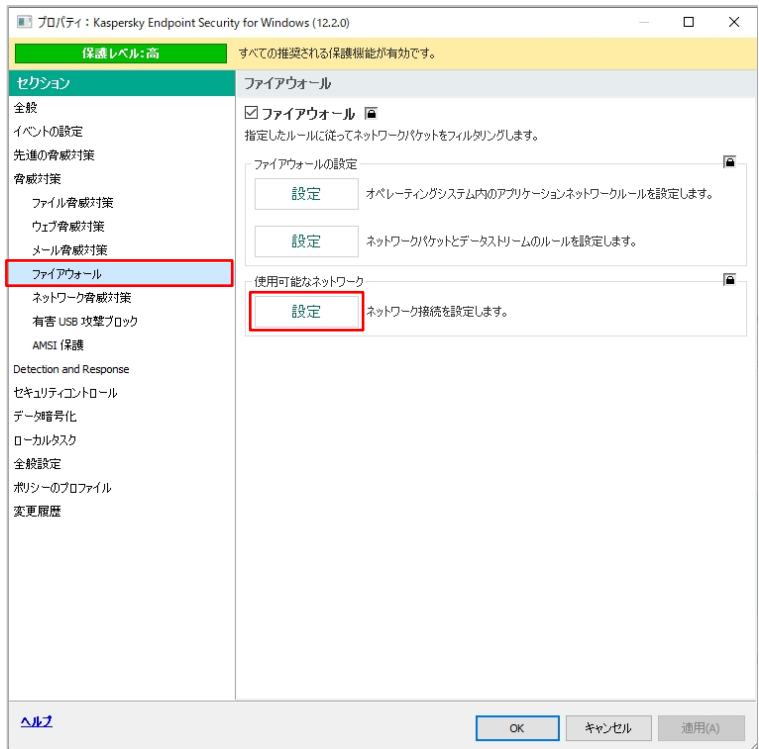 プロパティ：Kaspersky Endpoint Security for Windows (12.2.0)
保護レベル：高
すべての推奨される保護機能が有効です。
セクション
全般
イベントの設定
先進の脅威対策
脅威対策
ファイル脅威対策
ウェブ脅威対策
メール脅威対策
ファイアウォール
ネットワーク脅威対策
有害 USB 攻撃ブロック
AMSI 保護
Detection and Response
セキュリティコントロール
データ暗号化
ローカルタスク
全般設定
ポリシーのプロファイル
変更履歴
ファイアウォール
ファイアウォール
指定したルールに従ってネットワークパケットをフィルタリングします。
ファイアウォールの設定
設定 オペレーティングシステム内のアプリケーションネットワークルールを設定します。
設定 ネットワークパケットとデータストリームのルールを設定します。
使用可能なネットワーク
設定 ネットワーク接続を設定します。
ヘルプ
OK キャンセル 適用(A)